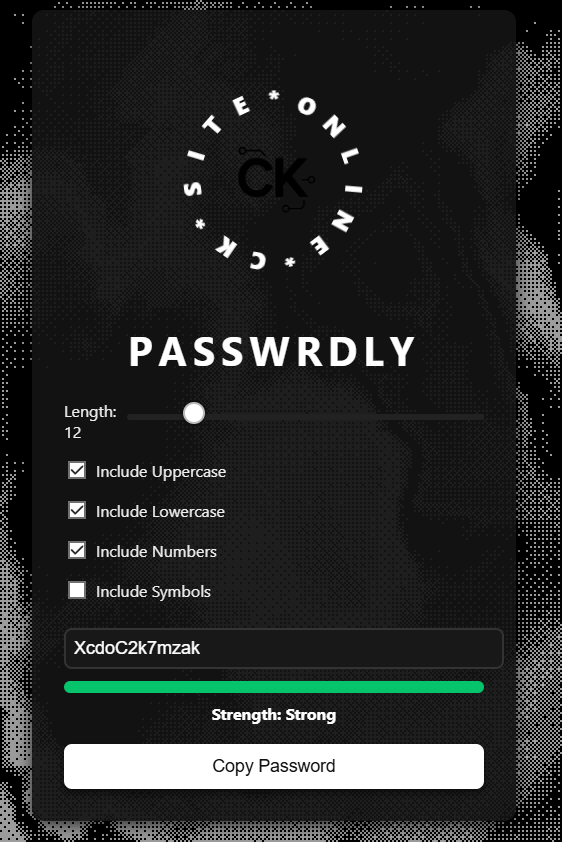 SITE * ONLINE * CK *
CK
PASSWRDLY
Length:
12
Include Uppercase
Include Lowercase
Include Numbers
Include Symbols
XcdoC2k7mzak
Strength: Strong
Copy Password